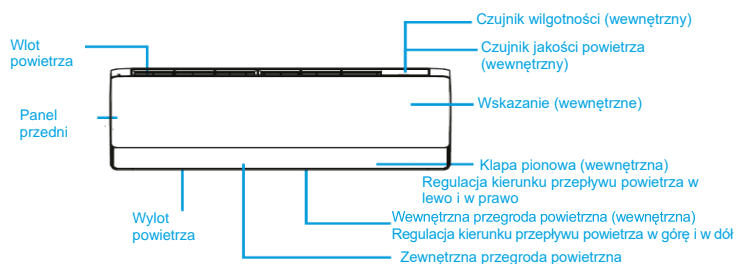 Czujnik wilgotności (wewnętrzny)
Wlot
powietrza
Czujnik jakości powietrza
(wewnętrzny)
Wskazanie (wewnętrzne)
Panel
przedni
Klapa pionowa (wewnętrzna)
Regulacja kierunku przepływu powietrza w
lewo i w prawo
Wylot
powietrza
Wewnętrzna przegroda powietrzna (wewnętrzna)
Regulacja kierunku przepływu powietrza w górę i w dół
Zewnętrzna przegroda powietrzna